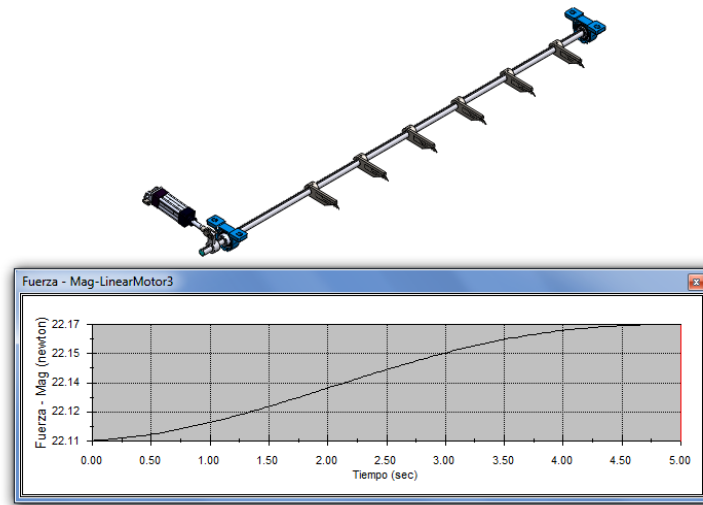 Fuerza - Mag-LinearMotor3
Fuerza - Mag (newton)
22.17
22.15
22.14
22.12
22.11
0.00 0.50 1.00 1.50 2.00 2.50 3.00 3.50 4.00 4.50 5.00
Tiempo (sec)